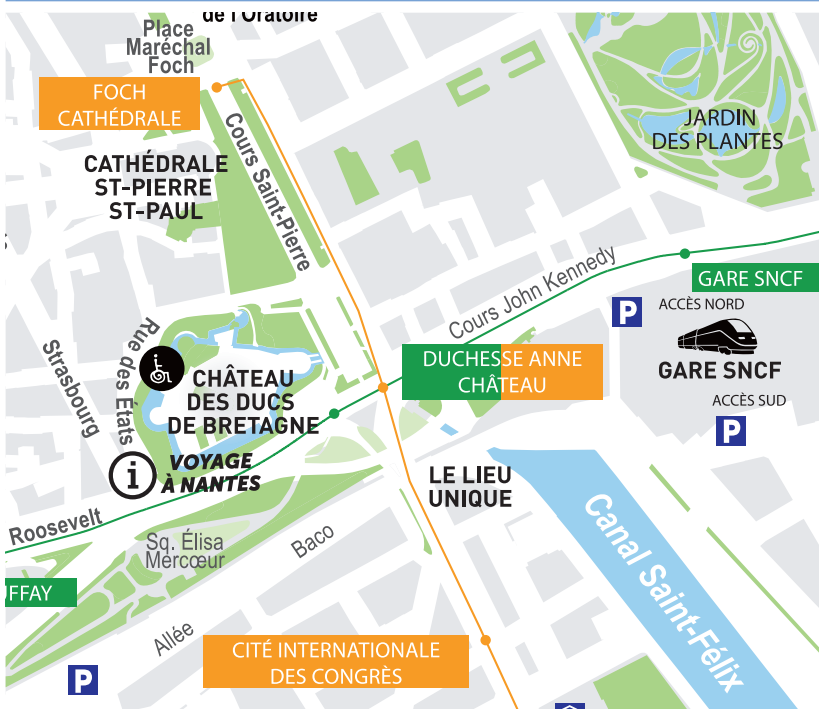 de l'Oratoire
Place
Maréchal
Foch
FOCH
CATHÉDRALE
Cours Saint-Pierre
JARDIN
DES PLANTES
CATHÉDRALE
ST-PIERRE
ST-PAUL
Cours John Kennedy
GARE SNCF
P
ACCÈS NORD
GARE SNCF
ACCÈS SUD
P
Rue des États
Strasbourg
CHÂTEAU
DES DUCS
DE BRETAGNE
DUCHESSE ANNE
CHÂTEAU
i
VOYAGE
À NANTES
LE LIEU
UNIQUE
Canal Saint-Félix
Roosevelt
Sq. Élisa
Mercœur
Baco
UFFAY
Allée
CITÉ INTERNATIONALE
DES CONGRÈS
P